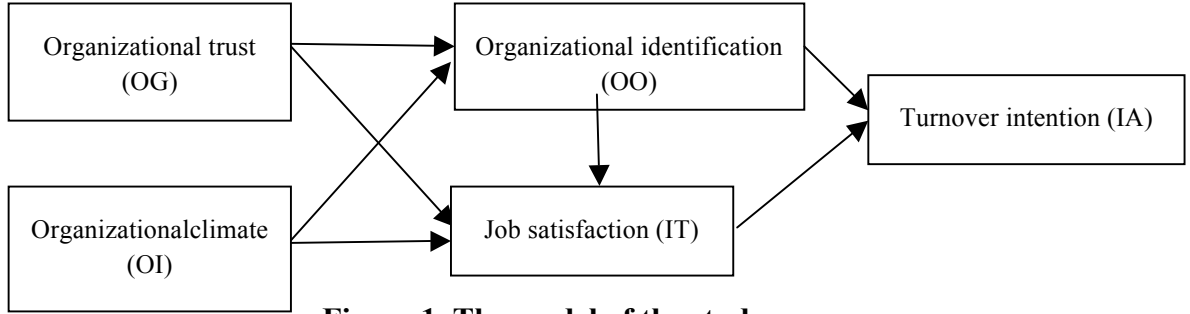 Organizational trust
(OG)
Organizational identification
(OO)
Turnover intention (IA)
Organizationalclimate
(OI)
Job satisfaction (IT)
Figure 1: The model of the study